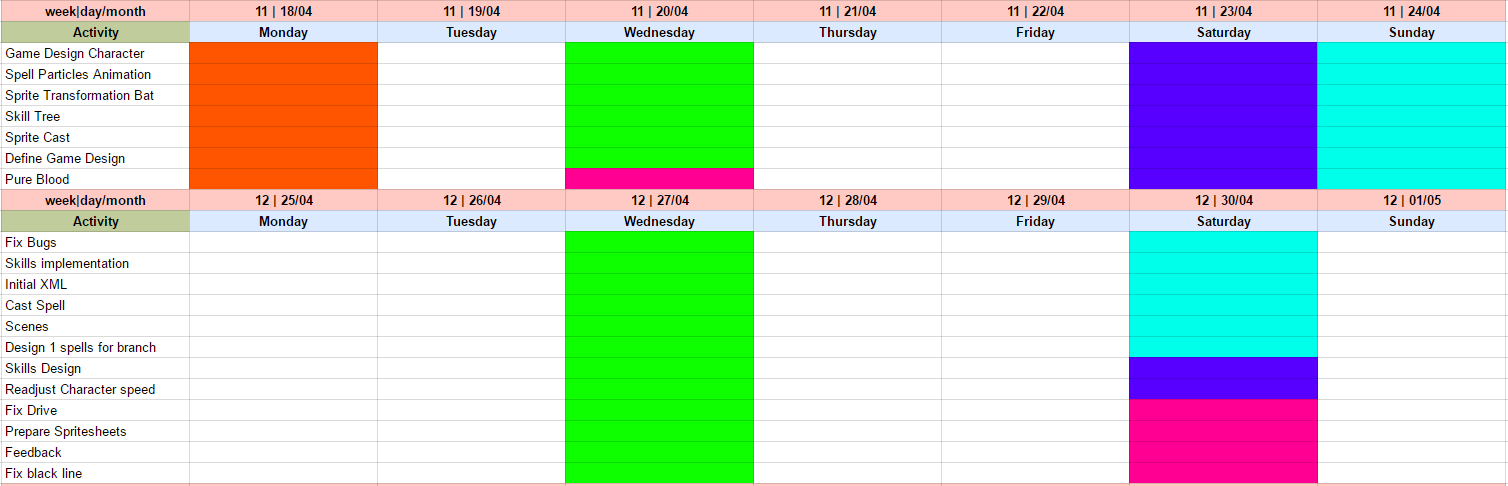 week|day/month 11 | 18/04 11 | 19/04 11 | 20/04 11 | 21/04 11 | 22/04 11 | 23/04 11 | 24/04
Activity Monday Tuesday Wednesday Thursday Friday Saturday Sunday
Game Design Character
Spell Particles Animation
Sprite Transformation Bat
Skill Tree
Sprite Cast
Define Game Design
Pure Blood
week|day/month 12 | 25/04 12 | 26/04 12 | 27/04 12 | 28/04 12 | 29/04 12 | 30/04 12 | 01/05
Activity Monday Tuesday Wednesday Thursday Friday Saturday Sunday
Fix Bugs
Skills implementation
Initial XML
Cast Spell
Scenes
Design 1 spells for branch
Skills Design
Readjust Character speed
Fix Drive
Prepare Spritesheets
Feedback
Fix black line